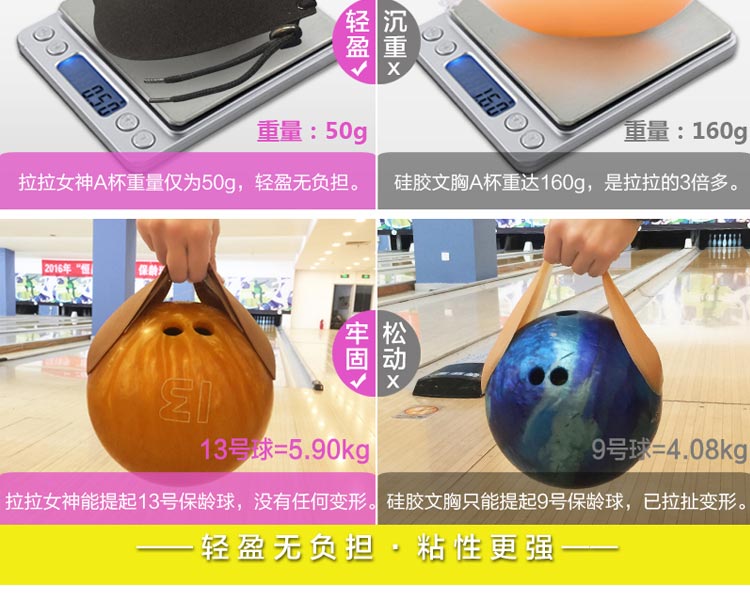 轻盈
沉重
x
0.50
160
重量：50g
重量：160g
拉拉女神A杯重量仅为50g，轻盈无负担。
硅胶文胸A杯重达160g，是拉拉的3倍多。
2016年
保龄
牢固
松动
x
13
13号球=5.90kg
9号球=4.08kg
拉拉女神能提起13号保龄球，没有任何变形。
硅胶文胸只能提起9号保龄球，已拉扯变形。
轻盈无负担·粘性更强